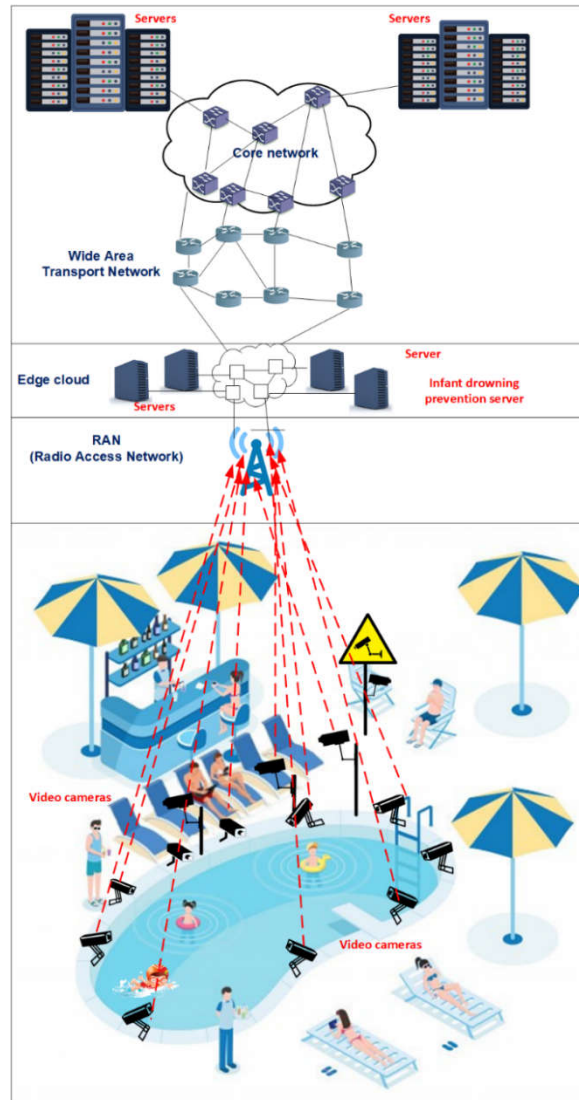 Servers
Servers
Core network
Wide Area
Transport Network
Edge cloud
Server
Servers
Infant drowning
prevention server
RAN
(Radio Access Network)
Video cameras
Video cameras